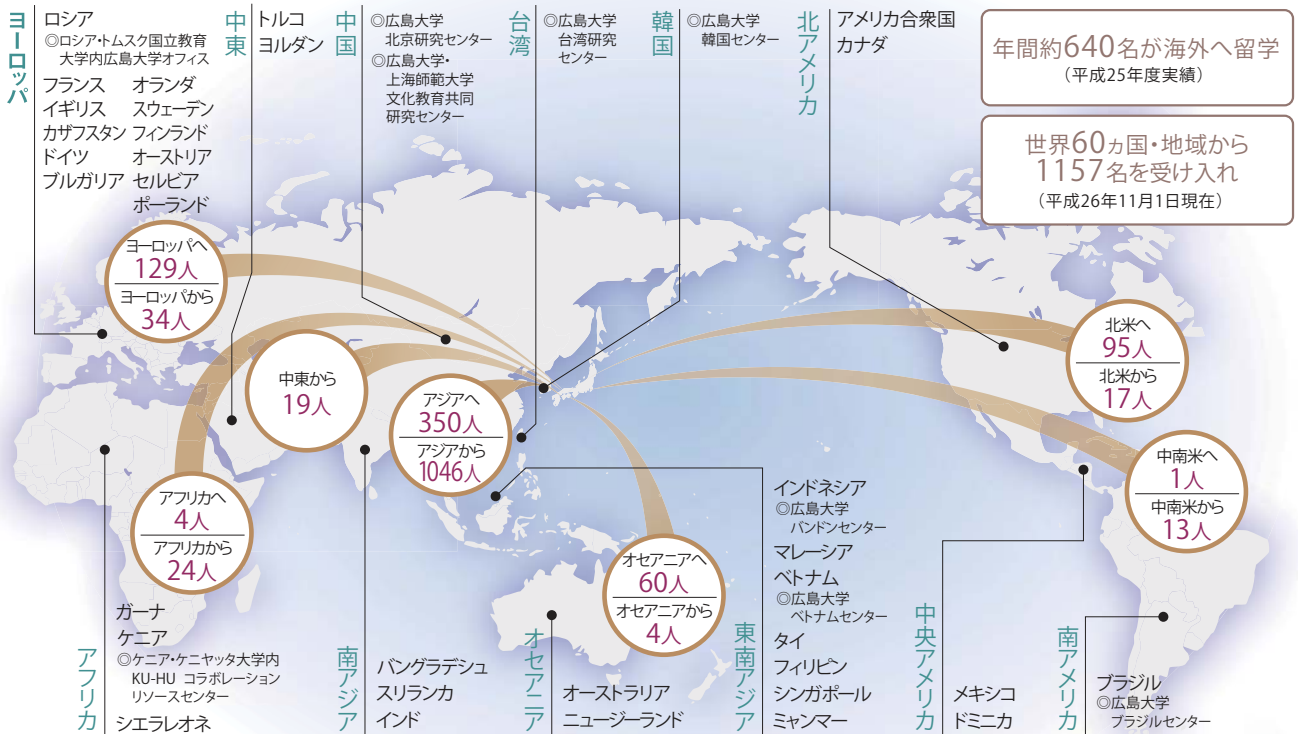 ヨーロッパ
ロシア
◎ロシア・トムスク国立教育
大学内広島大学オフィス
フランス オランダ
イギリス スウェーデン
カザフスタン フィンランド
ドイツ オーストリア
ブルガリア セルビア
ポーランド
中東
トルコ
ヨルダン
中国
◎広島大学
北京研究センター
◎広島大学・
上海師範大学
文化教育共同
研究センター
台湾
◎広島大学
台湾研究
センター
韓国
◎広島大学
韓国センター
北アメリカ
アメリカ合衆国
カナダ
年間約640名が海外へ留学
（平成25年度実績）
世界60ヵ国・地域から
1157名を受け入れ
（平成26年11月1日現在）
ヨーロッパへ
129人
ヨーロッパから
34人
中東から
19人
アジアへ
350人
アジアから
1046人
北米へ
95人
北米から
17人
中南米へ
1人
中南米から
13人
アフリカへ
4人
アフリカから
24人
オセアニアへ
60人
オセアニアから
4人
アフリカ
ガーナ
ケニア
◎ケニア・ケニヤッタ大学内
KU-HU コラボレーション
リソースセンター
シエラレオネ
南アジア
バングラデシュ
スリランカ
インド
オセアニア
オーストラリア
ニュージーランド
東南アジア
インドネシア
◎広島大学
バンドンセンター
マレーシア
ベトナム
◎広島大学
ベトナムセンター
タイ
フィリピン
シンガポール
ミャンマー
中央アメリカ
メキシコ
ドミニカ
南アメリカ
ブラジル
◎広島大学
ブラジルセンター